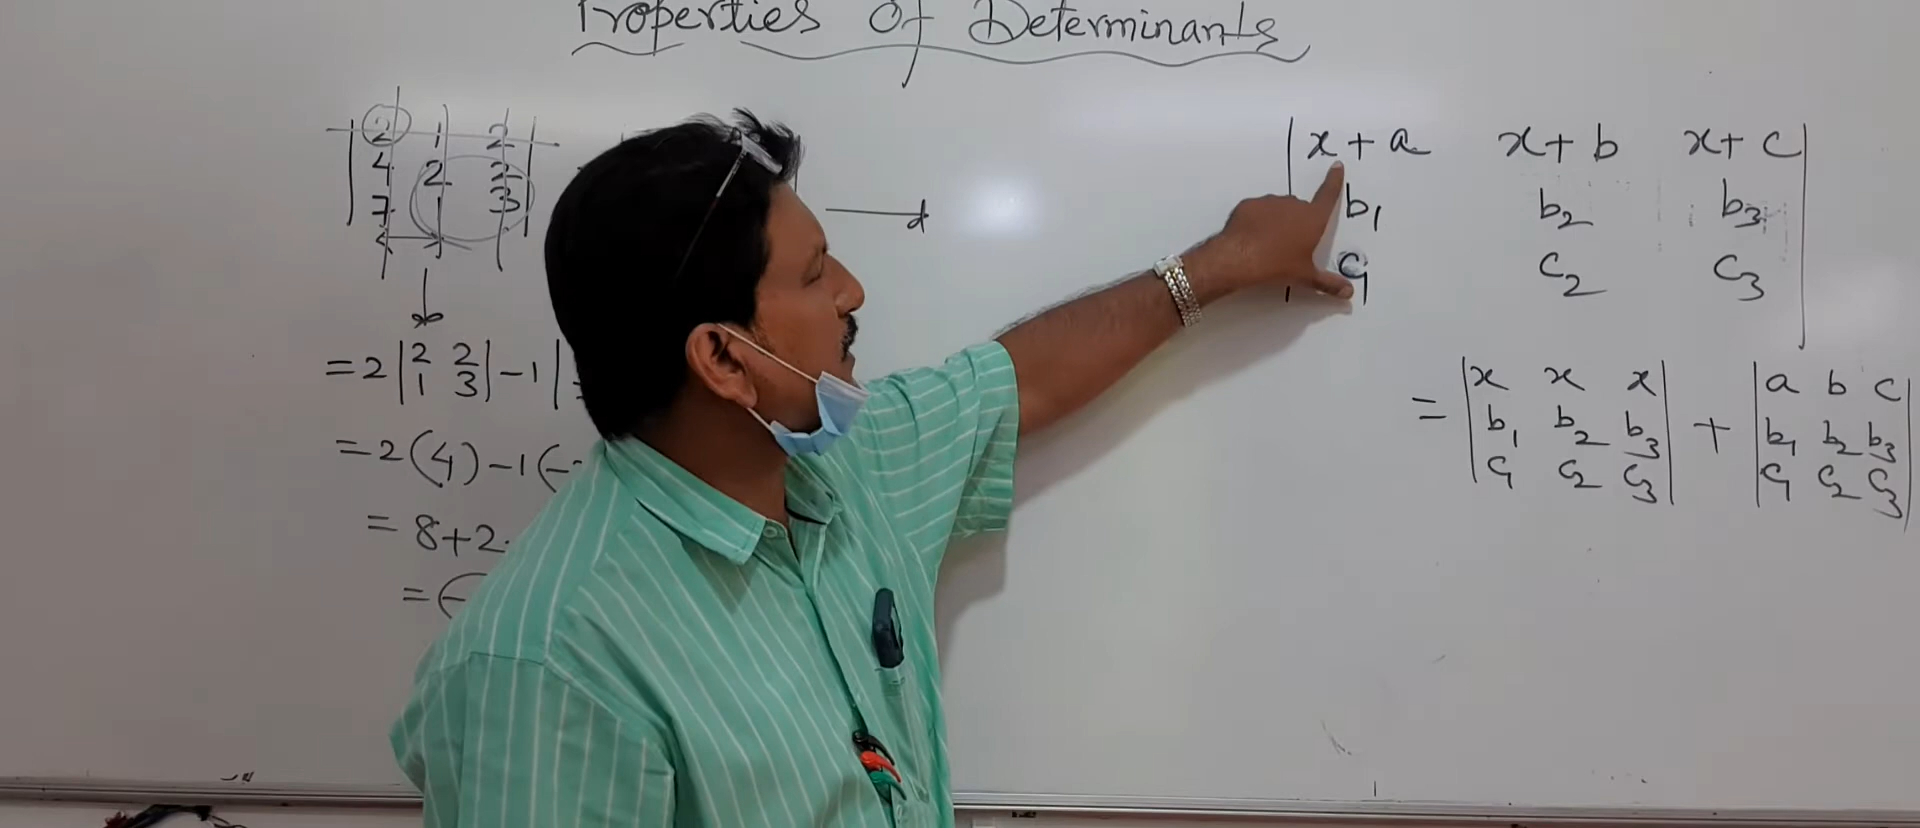 Properties Of Determinants
| 2 1 2 |
| 4 2 2 |
| 7 1 3 |
= 2 | 2 2 | - 1 |
| 1 3 |
= 2(4) - 1(-
= 8 + 2
= (-
| x+a x+b x+c |
| b₁ b₂ b₃ |
| c₁ c₂ c₃ |
= | x x x | + | a b c |
| b₁ b₂ b₃ | | b₁ b₂ b₃ |
| c₁ c₂ c₃ | | c₁ c₂ c₃ |